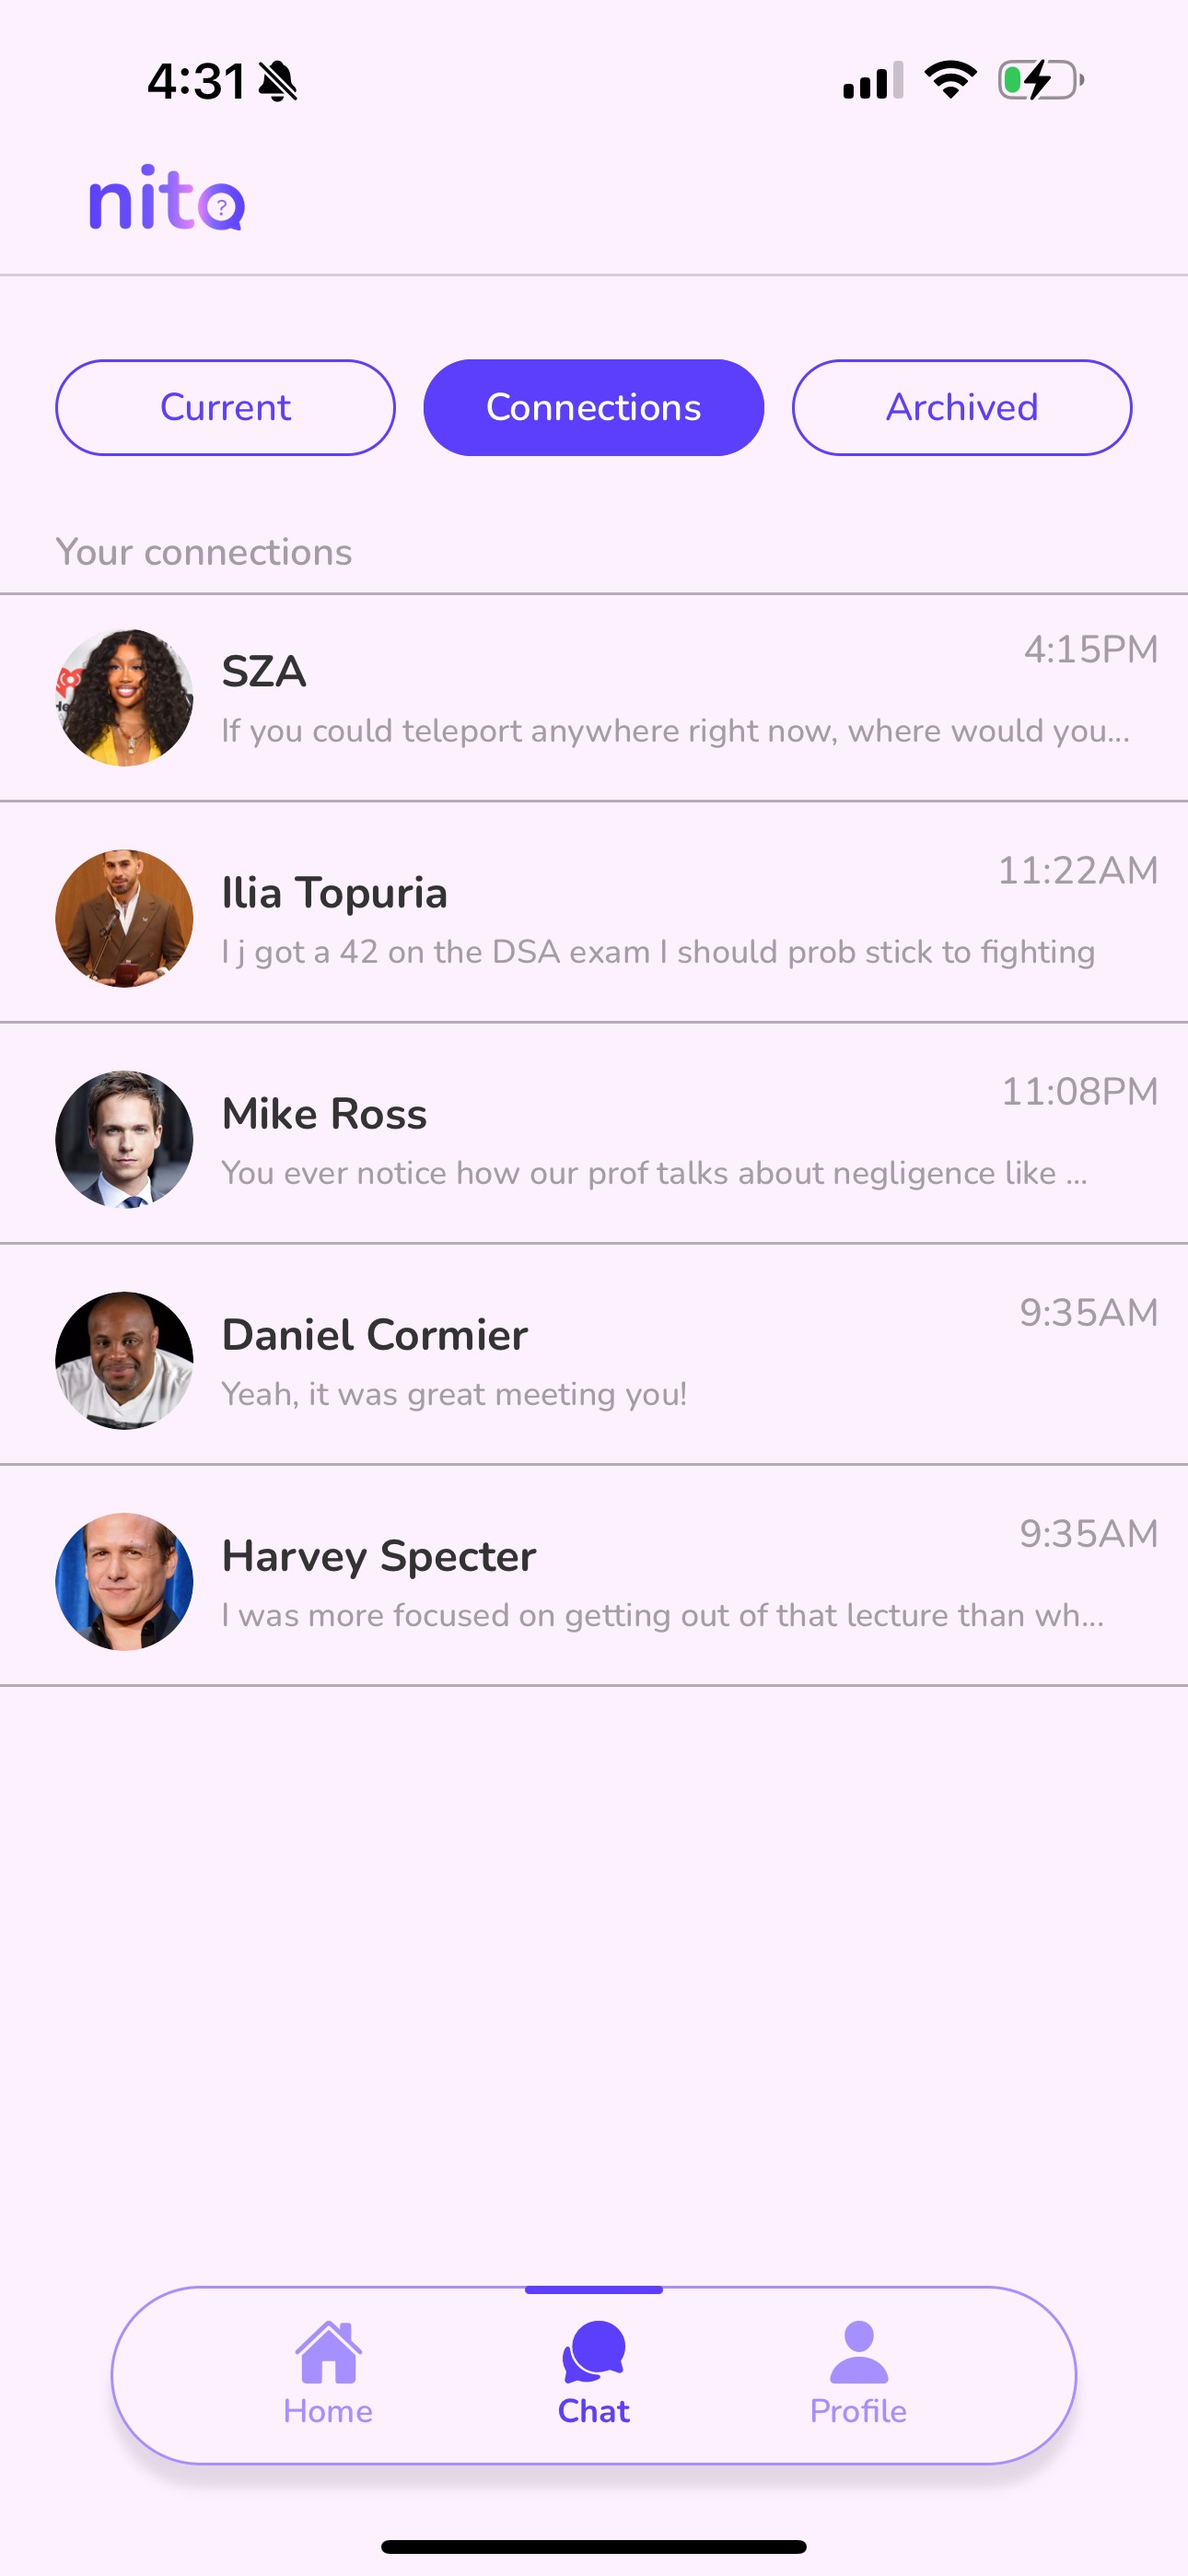 4:31
nito
?
Current Connections Archived
Your connections
SZA 4:15PM
If you could teleport anywhere right now, where would you...
Ilia Topuria 11:22AM
I j got a 42 on the DSA exam I should prob stick to fighting
Mike Ross 11:08PM
You ever notice how our prof talks about negligence like ...
Daniel Cormier 9:35AM
Yeah, it was great meeting you!
Harvey Specter 9:35AM
I was more focused on getting out of that lecture than wh...
Home Chat Profile